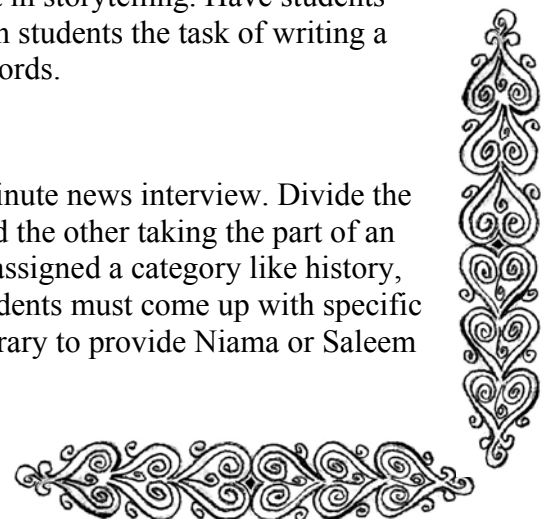 in storytelling. Have students
students the task of writing a
ords.
inute news interview. Divide the
d the other taking the part of an
assigned a category like history,
dents must come up with specific
rary to provide Niama or Saleem